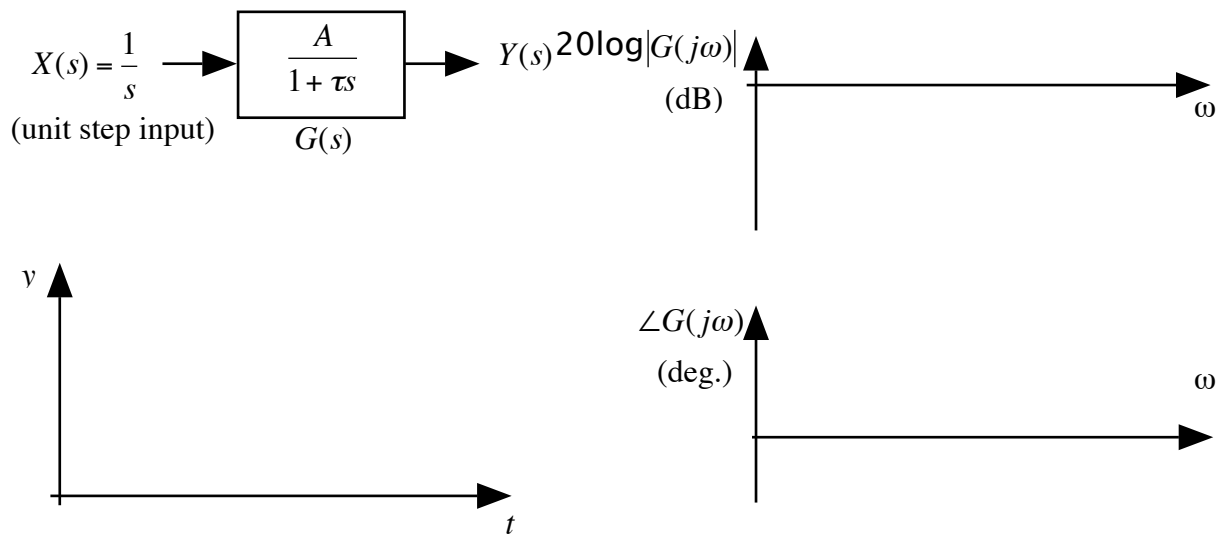 X(s) = 1/s
(unit step input)
A / (1 + τs)
G(s)
Y(s)
20log|G(jω)|
(dB)
ω
y
t
∠G(jω)
(deg.)
ω